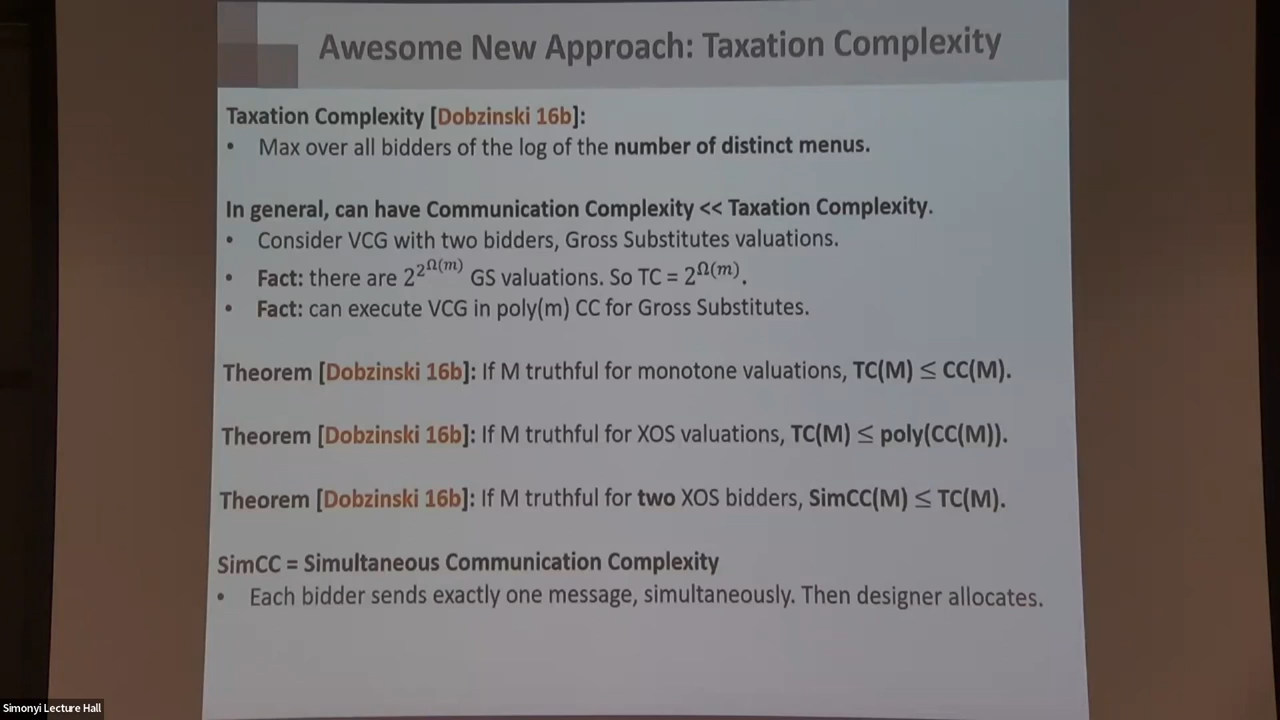 Awesome New Approach: Taxation Complexity
Taxation Complexity [Dobzinski 16b]:
• Max over all bidders of the log of the number of distinct menus.
In general, can have Communication Complexity << Taxation Complexity.
• Consider VCG with two bidders, Gross Substitutes valuations.
• Fact: there are 2^{2^{Ω(m)}} GS valuations. So TC = 2^{Ω(m)}.
• Fact: can execute VCG in poly(m) CC for Gross Substitutes.
Theorem [Dobzinski 16b]: If M truthful for monotone valuations, TC(M) ≤ CC(M).
Theorem [Dobzinski 16b]: If M truthful for XOS valuations, TC(M) ≤ poly(CC(M)).
Theorem [Dobzinski 16b]: If M truthful for two XOS bidders, SimCC(M) ≤ TC(M).
SimCC = Simultaneous Communication Complexity
• Each bidder sends exactly one message, simultaneously. Then designer allocates.
Simonyi Lecture Hall